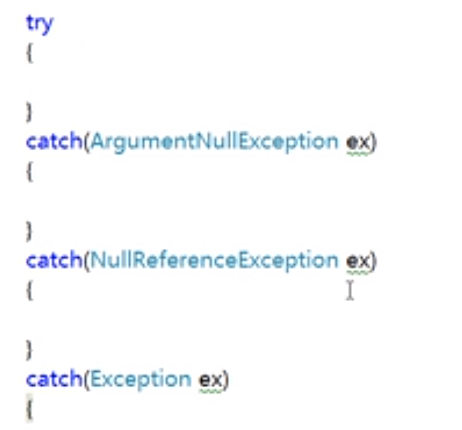 try
{
}
catch(ArgumentNullException ex)
{
}
catch(NullReferenceException ex)
{
}
catch(Exception ex)
{